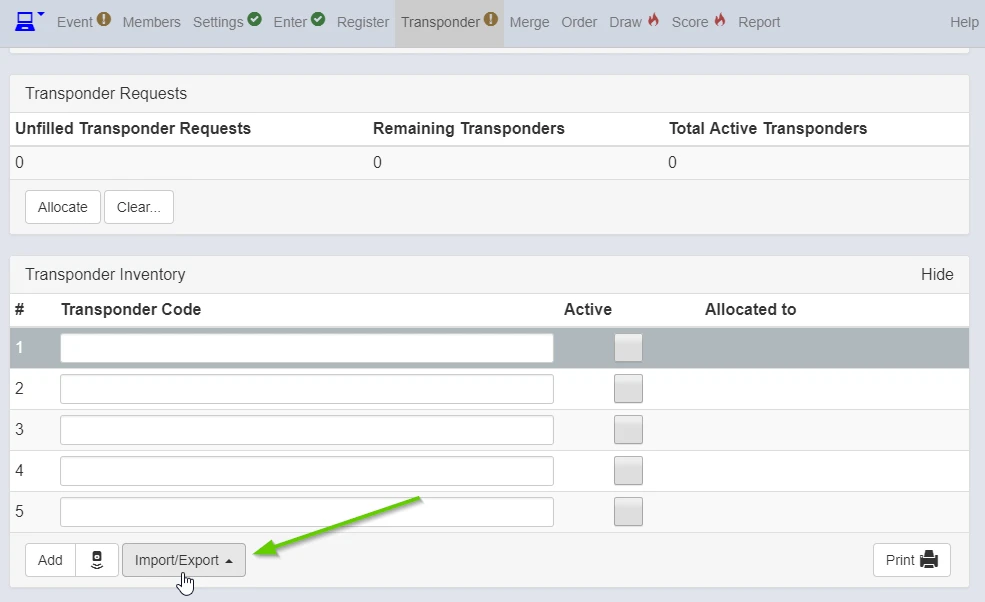 Event Members Settings Enter Register Transponder Merge Order Draw Score Report Help
Transponder Requests
Unfilled Transponder Requests Remaining Transponders Total Active Transponders
0 0 0
Allocate Clear...
Transponder Inventory Hide
# Transponder Code Active Allocated to
1
2
3
4
5
Add Import/Export Print